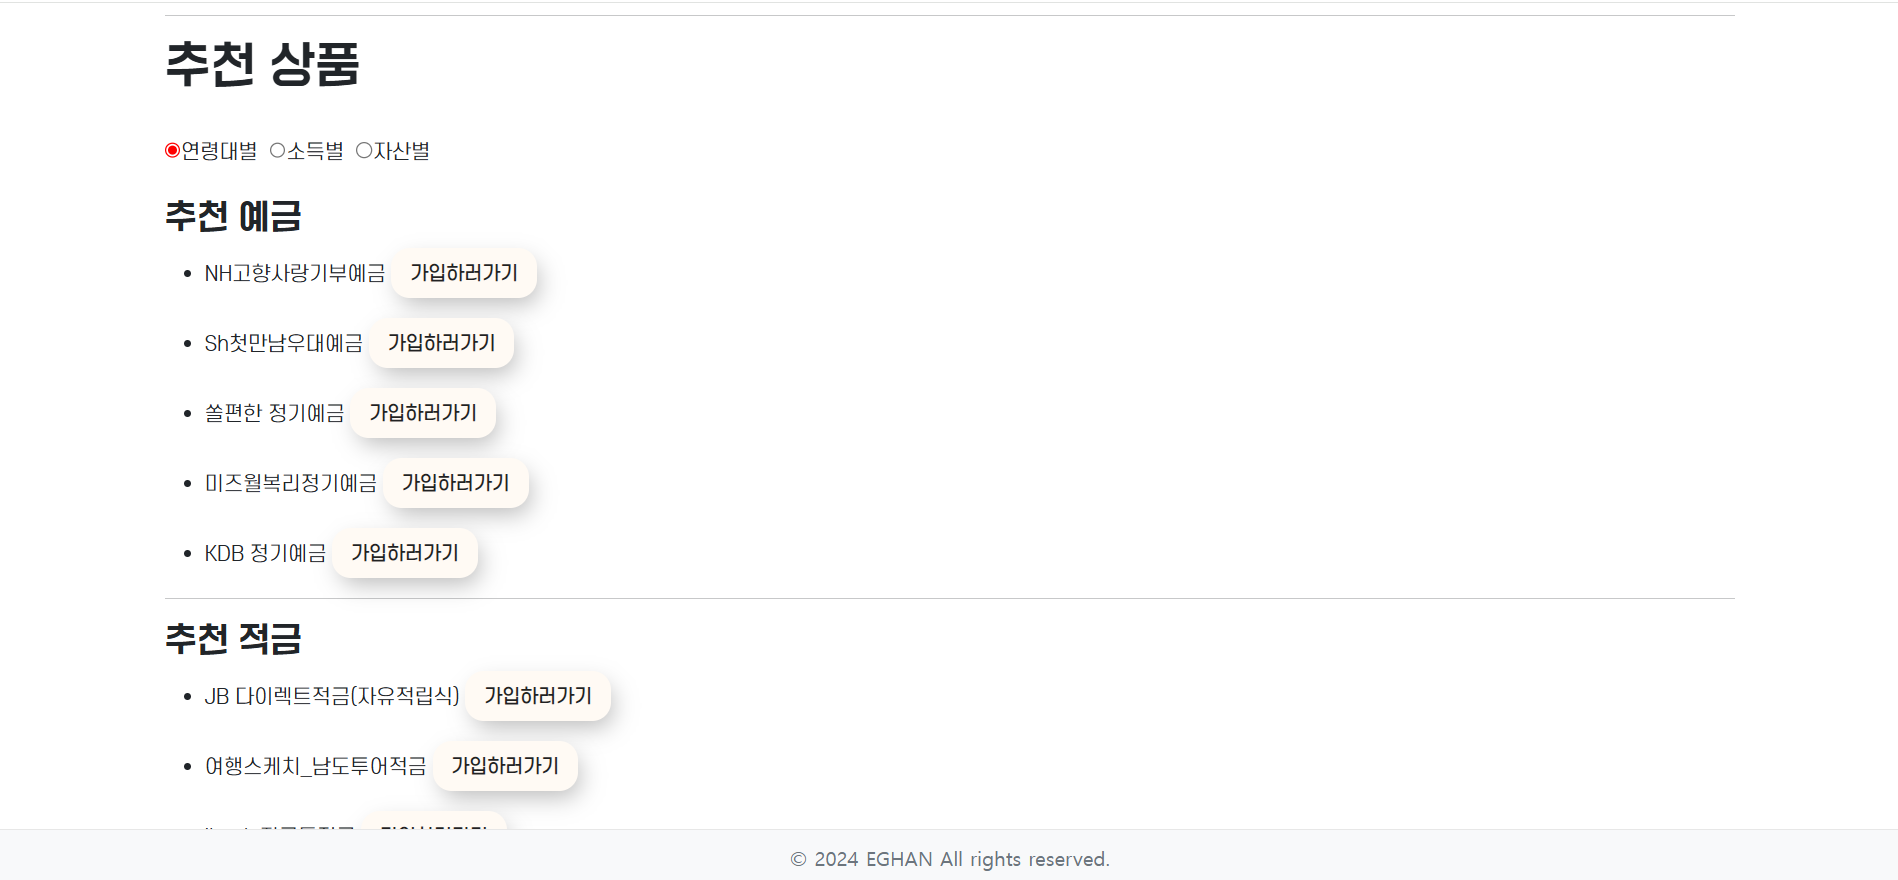 추천 상품
연령대별 소득별 자산별
추천 예금
NH고향사랑기부예금 가입하러가기
Sh첫만남우대예금 가입하러가기
쏠편한 정기예금 가입하러가기
미즈월복리정기예금 가입하러가기
KDB 정기예금 가입하러가기
추천 적금
JB 다이렉트적금(자유적립식) 가입하러가기
여행스케치_남도투어적금 가입하러가기
© 2024 EGHAN All rights reserved.